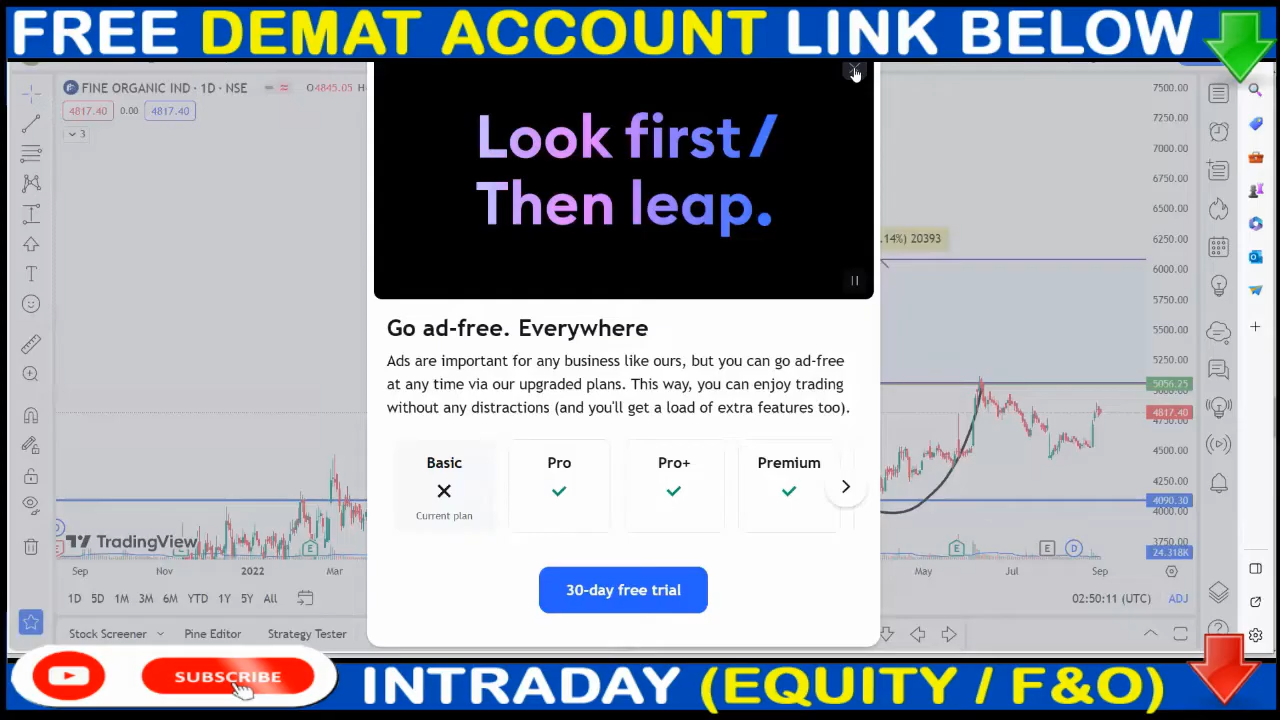 FREE DEMAT ACCOUNT LINK BELOW
FINE ORGANIC IND · 1D · NSE
O4845.05
4817.40 0.00 4817.40
3
Look first/
Then leap.
.14%) 20393
Go ad-free. Everywhere
Ads are important for any business like ours, but you can go ad-free
at any time via our upgraded plans. This way, you can enjoy trading
without any distractions (and you'll get a load of extra features too).
Basic Pro Pro+ Premium
Current plan
30-day free trial
7500.00
7250.00
7000.00
6750.00
6500.00
6250.00
6000.00
5750.00
5500.00
5250.00
5056.25
4817.40
4500.00
4250.00
4090.30
4000.00
24.318K
TradingView
E E E D
Sep Nov 2022 Mar May Jul Sep
1D 5D 1M 3M 6M YTD 1Y 5Y All
02:50:11 (UTC) ADJ
Stock Screener Pine Editor Strategy Tester
SUBSCRIBE
INTRADAY (EQUITY / F&O)